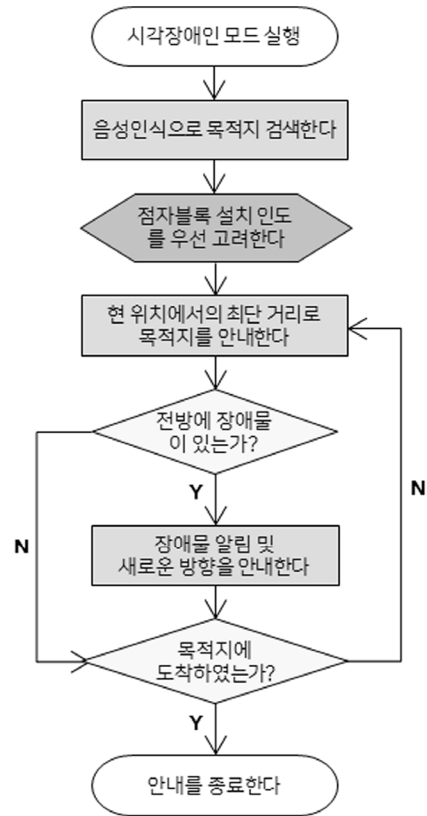 시각장애인 모드 실행
음성인식으로 목적지 검색한다
점자블록 설치 인도
를 우선 고려한다
현 위치에서의 최단 거리로
목적지를 안내한다
전방에 장애물
이 있는가?
Y
N
N
장애물 알림 및
새로운 방향을 안내한다
목적지에
도착하였는가?
Y
안내를 종료한다